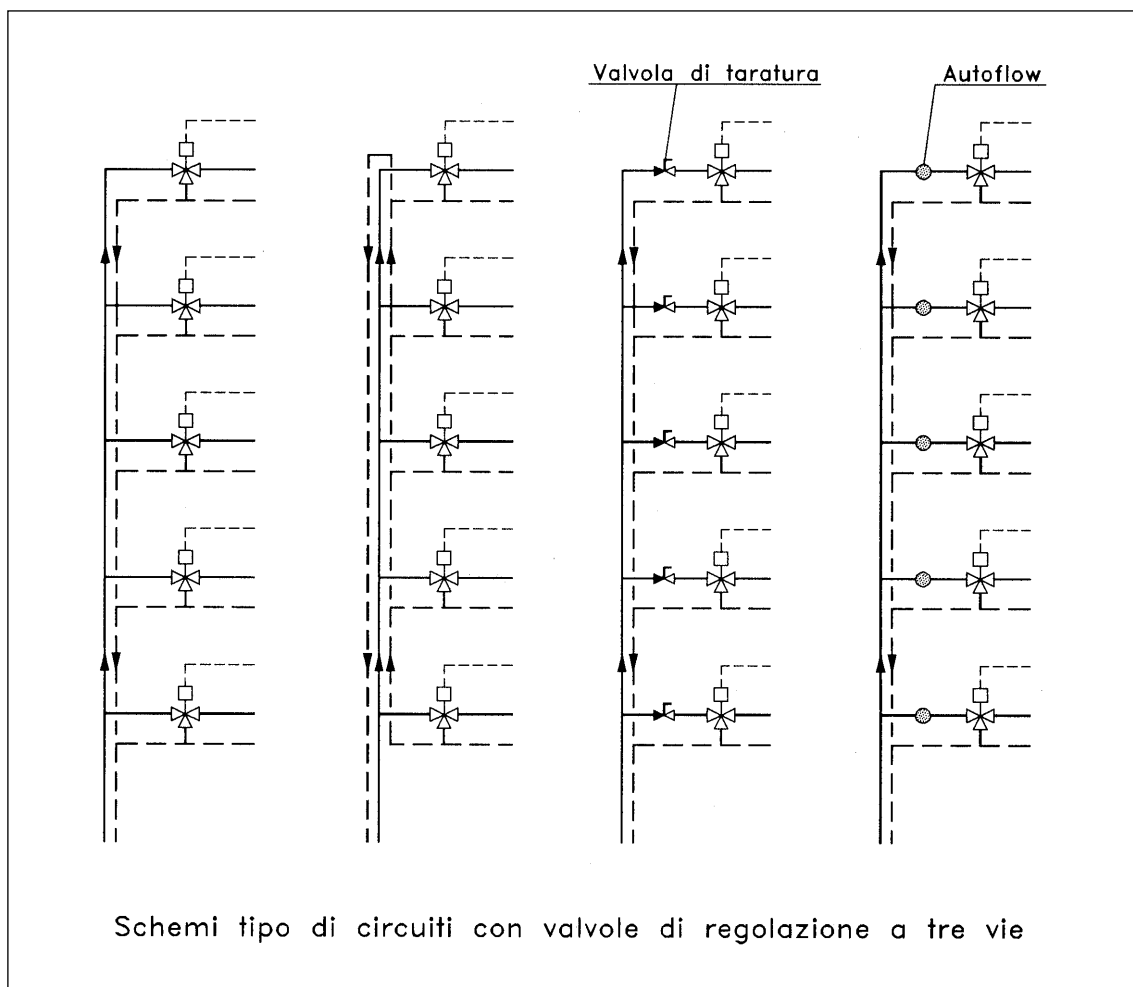 Valvola di taratura
Autoflow
Schemi tipo di circuiti con valvole di regolazione a tre vie